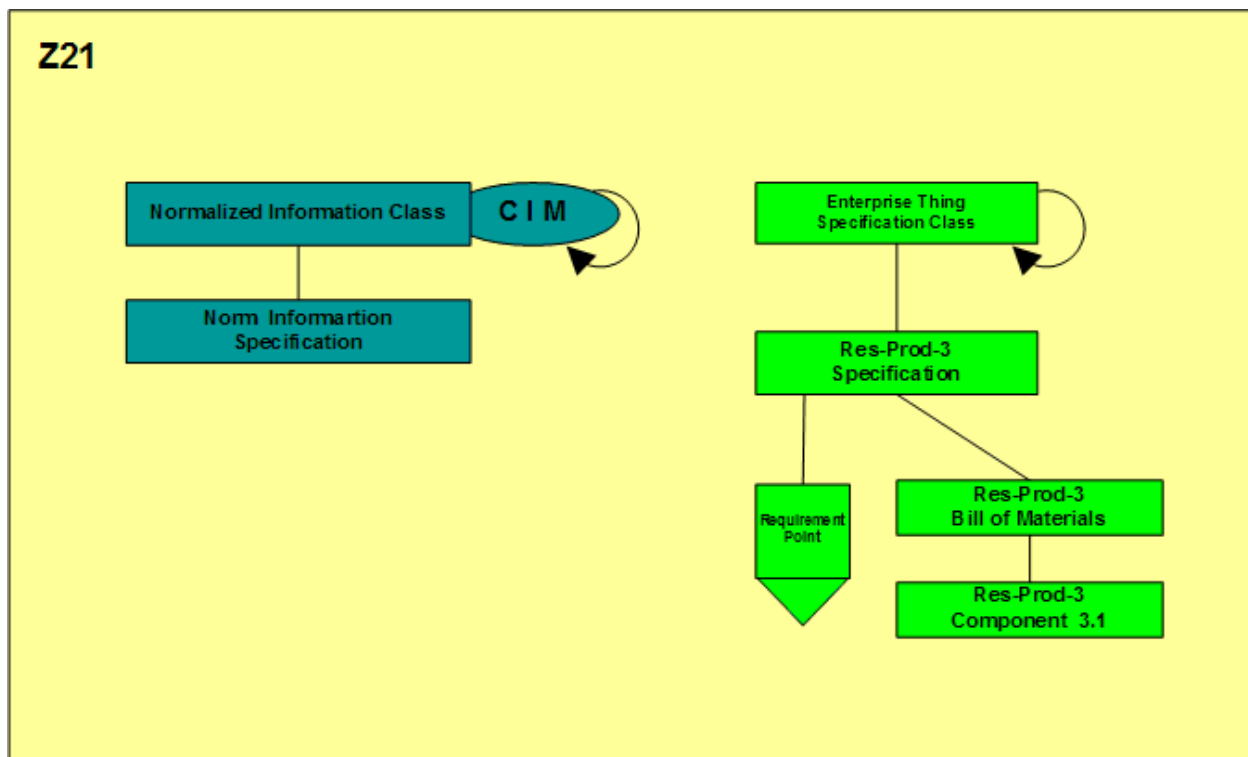 Z21
Normalized Information Class
C I M
Norm Informartion
Specification
Enterprise Thing
Specification Class
Res-Prod-3
Specification
Requirement
Point
Res-Prod-3
Bill of Materials
Res-Prod-3
Component 3.1